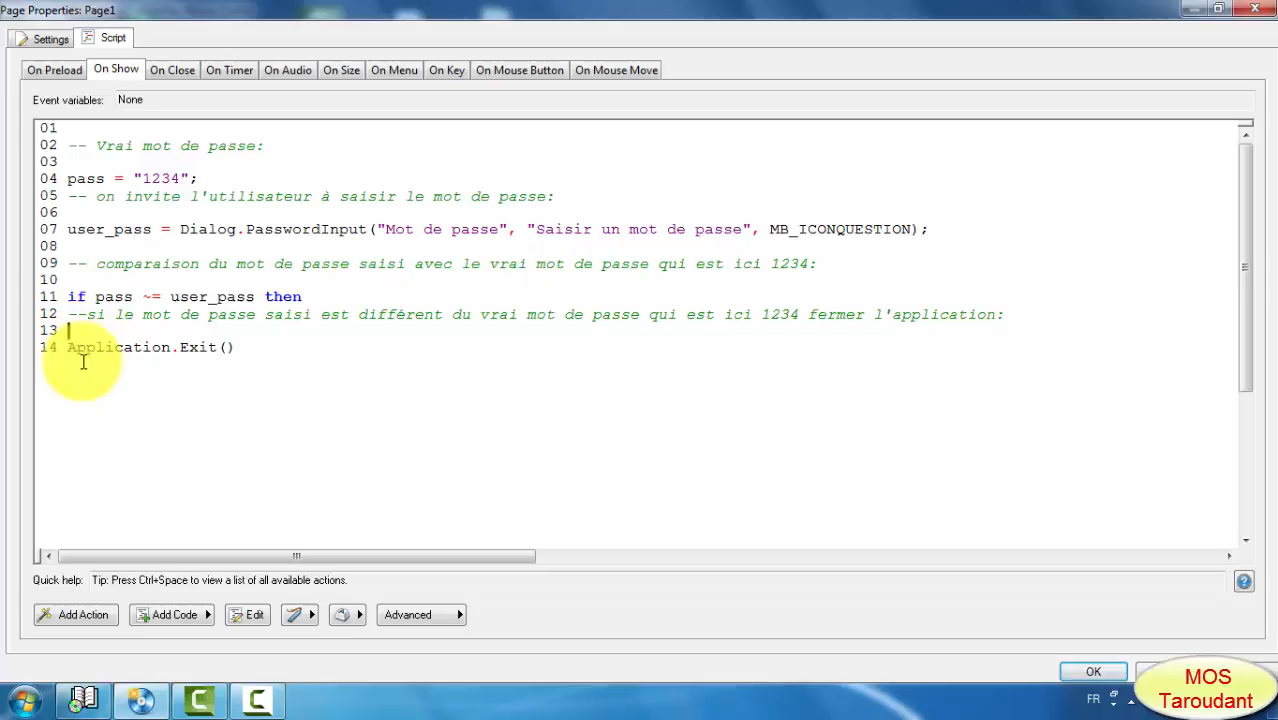 Page Properties: Page1
Settings
Script
On Preload
On Show
On Close
On Timer
On Audio
On Size
On Menu
On Key
On Mouse Button
On Mouse Move
Event variables: None
01
02 -- Vrai mot de passe:
03
04 pass = "1234";
05 -- on invite l'utilisateur à saisir le mot de passe:
06
07 user_pass = Dialog.PasswordInput("Mot de passe", "Saisir un mot de passe", MB_ICONQUESTION);
08
09 -- comparaison du mot de passe saisi avec le vrai mot de passe qui est ici 1234:
10
11 if pass ~= user_pass then
12 --si le mot de passe saisi est différent du vrai mot de passe qui est ici 1234 fermer l'application:
13
14 Application.Exit()
Quick help: Tip: Press Ctrl+Space to view a list of all available actions.
Add Action
Add Code
Edit
Advanced
OK
FR
MOS
Taroudant